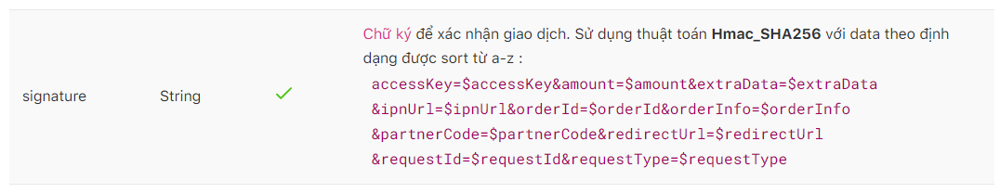 Chữ ký để xác nhận giao dịch. Sử dụng thuật toán Hmac_SHA256 với data theo định
dạng được sort từ a-z :
signature String accessKey=$accessKey&amount=$amount&extraData=$extraData
&ipnUrl=$ipnUrl&orderId=$orderId&orderInfo=$orderInfo
&partnerCode=$partnerCode&redirectUrl=$redirectUrl
&requestId=$requestId&requestType=$requestType